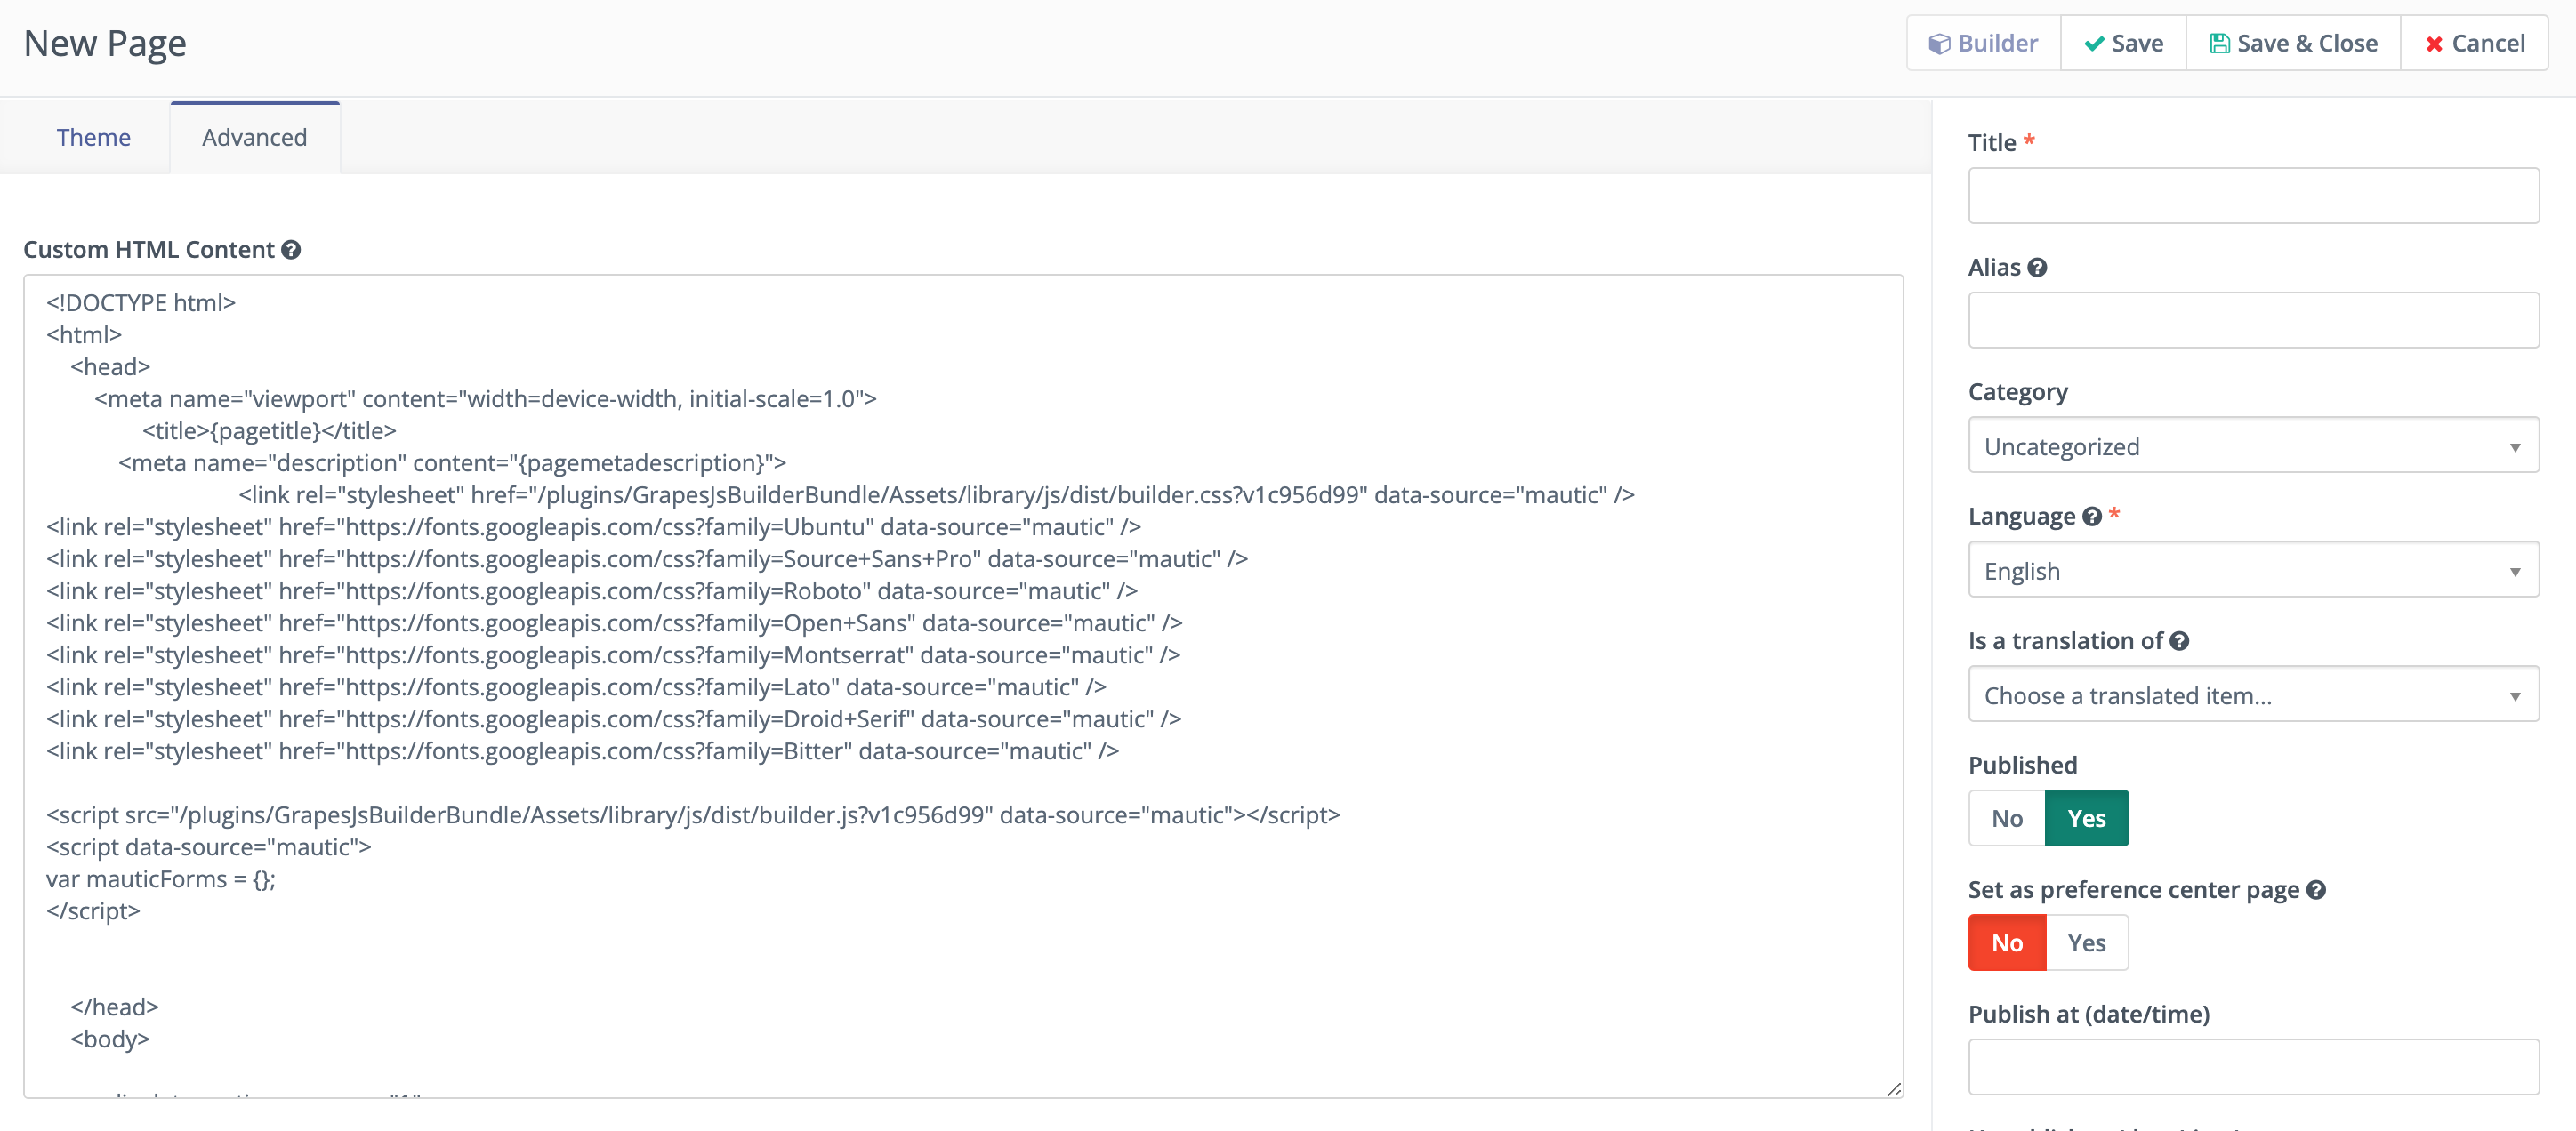 New Page
Builder
Save
Save & Close
Cancel
Theme
Advanced
Custom HTML Content
<!DOCTYPE html>
<html>
<head>
<meta name="viewport" content="width=device-width, initial-scale=1.0">
<title>{pagetitle}</title>
<meta name="description" content="{pagemetadescription}">
<link rel="stylesheet" href="/plugins/GrapesJsBuilderBundle/Assets/library/js/dist/builder.css?v1c956d99" data-source="mautic" />
<link rel="stylesheet" href="https://fonts.googleapis.com/css?family=Ubuntu" data-source="mautic" />
<link rel="stylesheet" href="https://fonts.googleapis.com/css?family=Source+Sans+Pro" data-source="mautic" />
<link rel="stylesheet" href="https://fonts.googleapis.com/css?family=Roboto" data-source="mautic" />
<link rel="stylesheet" href="https://fonts.googleapis.com/css?family=Open+Sans" data-source="mautic" />
<link rel="stylesheet" href="https://fonts.googleapis.com/css?family=Montserrat" data-source="mautic" />
<link rel="stylesheet" href="https://fonts.googleapis.com/css?family=Lato" data-source="mautic" />
<link rel="stylesheet" href="https://fonts.googleapis.com/css?family=Droid+Serif" data-source="mautic" />
<link rel="stylesheet" href="https://fonts.googleapis.com/css?family=Bitter" data-source="mautic" />
<script src="/plugins/GrapesJsBuilderBundle/Assets/library/js/dist/builder.js?v1c956d99" data-source="mautic"></script>
<script data-source="mautic">
var mauticForms = {};
</script>
</head>
<body>
Title *
Alias
Category
Uncategorized
Language *
English
Is a translation of
Choose a translated item...
Published
No Yes
Set as preference center page
No Yes
Publish at (date/time)